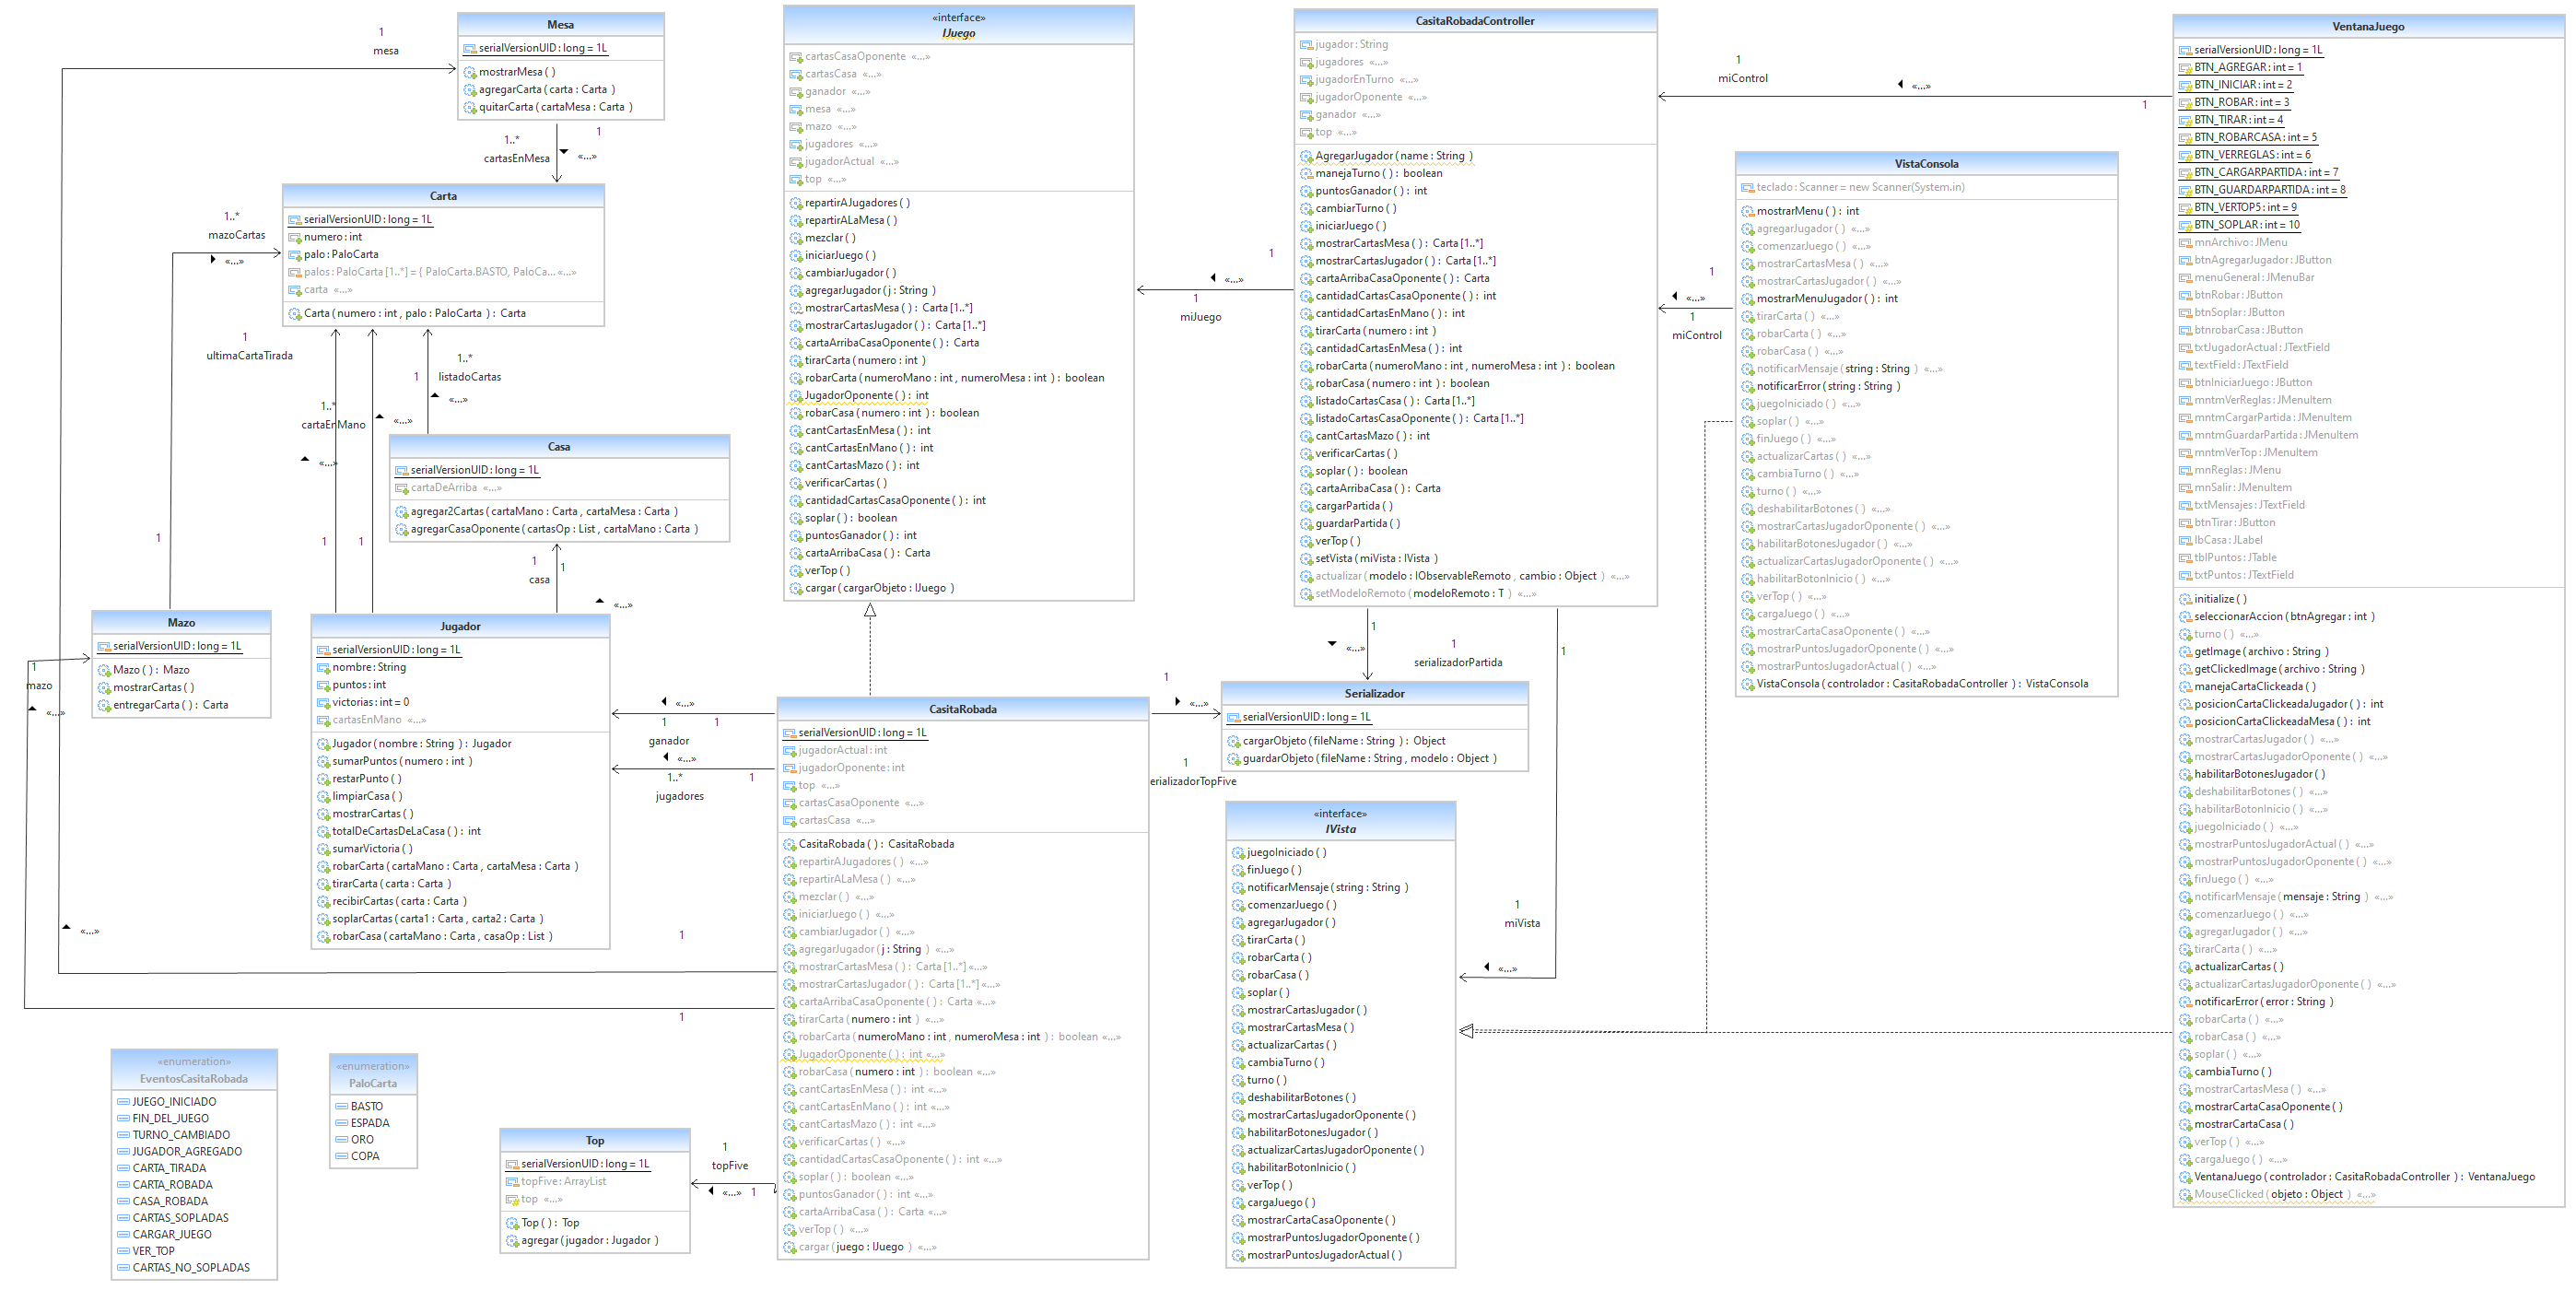 Mesa
serialVersionUID: long = 1L
mostrarMesa ( )
agregarCarta ( carta : Carta )
quitarCarta ( cartaMesa : Carta )
1
mesa
1..*
cartasEnMesa
1
«...»
Carta
serialVersionUID: long = 1L
numero: int
palo: PaloCarta
palos: PaloCarta [1..*] = { PaloCarta.BASTO, PaloCa... «...»
carta «...»
Carta ( numero : int , palo : PaloCarta ) : Carta
1..*
mazoCartas
«...»
1
ultimaCartaTirada
1..*
listadoCartas
1
«...»
1..*
cartaEnMano
«...»
«...»
Casa
serialVersionUID: long = 1L
cartaDeArriba «...»
agregar2Cartas ( cartaMano : Carta , cartaMesa : Carta )
agregarCasaOponente ( cartasOp : List , cartaMano : Carta )
1
1
1
1
casa
1
«...»
Mazo
serialVersionUID: long = 1L
Mazo ( ) : Mazo
mostrarCartas ( )
entregarCarta ( ) : Carta
1
mazo
«...»
«...»
Jugador
serialVersionUID: long = 1L
nombre: String
puntos: int
victorias: int = 0
cartasEnMano «...»
Jugador ( nombre : String ) : Jugador
sumarPuntos ( numero : int )
restarPunto ( )
limpiarCasa ( )
mostrarCartas ( )
totalDeCartasDeLaCasa ( ) : int
sumarVictoria ( )
robarCarta ( cartaMano : Carta , cartaMesa : Carta )
tirarCarta ( carta : Carta )
recibirCartas ( carta : Carta )
soplarCartas ( carta1 : Carta , carta2 : Carta )
robarCasa ( cartaMano : Carta , casaOp : List )
«...»
1
1
ganador
«...»
1..*
1
jugadores
1
1
«enumeration»
EventosCasitaRobada
JUEGO_INICIADO
FIN_DEL_JUEGO
TURNO_CAMBIADO
JUGADOR_AGREGADO
CARTA_TIRADA
CARTA_ROBADA
CASA_ROBADA
CARTAS_SOPLADAS
CARGAR_JUEGO
VER_TOP
CARTAS_NO_SOPLADAS
«enumeration»
PaloCarta
BASTO
ESPADA
ORO
COPA
Top
serialVersionUID: long = 1L
topFive: ArrayList
top «...»
Top ( ) : Top
agregar ( jugador : Jugador )
1
topFive
«...»
1
«interface»
IJuego
cartasCasaOponente «...»
cartasCasa «...»
ganador «...»
mesa «...»
mazo «...»
jugadores «...»
jugadorActual «...»
top «...»
repartirAJugadores ( )
repartirALaMesa ( )
mezclar ( )
iniciarJuego ( )
cambiarJugador ( )
agregarJugador ( j : String )
mostrarCartasMesa ( ) : Carta [1..*]
mostrarCartasJugador ( ) : Carta [1..*]
cartaArribaCasaOponente ( ) : Carta
tirarCarta ( numero : int )
robarCarta ( numeroMano : int , numeroMesa : int ) : boolean
JugadorOponente ( ) : int
robarCasa ( numero : int ) : boolean
cantCartasEnMesa ( ) : int
cantCartasEnMano ( ) : int
cantCartasMazo ( ) : int
verificarCartas ( )
cantidadCartasCasaOponente ( ) : int
soplar ( ) : boolean
puntosGanador ( ) : int
cartaArribaCasa ( ) : Carta
verTop ( )
cargar ( cargarObjeto : IJuego )
CasitaRobada
serialVersionUID: long = 1L
jugadorActual: int
jugadorOponente: int
top «...»
cartasCasaOponente «...»
cartasCasa «...»
CasitaRobada ( ) : CasitaRobada
repartirAJugadores ( ) «...»
repartirALaMesa ( ) «...»
mezclar ( ) «...»
iniciarJuego ( ) «...»
cambiarJugador ( ) «...»
agregarJugador ( j : String ) «...»
mostrarCartasMesa ( ) : Carta [1..*] «...»
mostrarCartasJugador ( ) : Carta [1..*] «...»
cartaArribaCasaOponente ( ) : Carta «...»
tirarCarta ( numero : int ) «...»
robarCarta ( numeroMano : int , numeroMesa : int ) : boolean «...»
JugadorOponente ( ) : int «...»
robarCasa ( numero : int ) : boolean «...»
cantCartasEnMesa ( ) : int «...»
cantCartasEnMano ( ) : int «...»
cantCartasMazo ( ) : int «...»
verificarCartas ( ) «...»
cantidadCartasCasaOponente ( ) : int «...»
soplar ( ) : boolean «...»
puntosGanador ( ) : int «...»
cartaArribaCasa ( ) : Carta «...»
verTop ( ) «...»
cargar ( juego : IJuego ) «...»
1
«...»
1
erializadorTopFive
«...»
1
miJuego
1
CasitaRobadaController
jugador: String
jugadores «...»
jugadorEnTurno «...»
jugadorOponente «...»
ganador «...»
top «...»
AgregarJugador ( name : String )
manejaTurno ( ) : boolean
puntosGanador ( ) : int
cambiarTurno ( )
iniciarJuego ( )
mostrarCartasMesa ( ) : Carta [1..*]
mostrarCartasJugador ( ) : Carta [1..*]
cartaArribaCasaOponente ( ) : Carta
cantidadCartasCasaOponente ( ) : int
cantidadCartasEnMano ( ) : int
tirarCarta ( numero : int )
cantidadCartasEnMesa ( ) : int
robarCarta ( numeroMano : int , numeroMesa : int ) : boolean
robarCasa ( numero : int ) : boolean
listadoCartasCasa ( ) : Carta [1..*]
listadoCartasCasaOponente ( ) : Carta [1..*]
cantCartasMazo ( ) : int
verificarCartas ( )
soplar ( ) : boolean
cartaArribaCasa ( ) : Carta
cargarPartida ( )
guardarPartida ( )
verTop ( )
setVista ( miVista : IVista )
actualizar ( modelo : IObservableRemoto , cambio : Object ) «...»
setModeloRemoto ( modeloRemoto : T ) «...»
1
«...»
1
serializadorPartida
1
Serializador
serialVersionUID: long = 1L
cargarObjeto ( fileName : String ) : Object
guardarObjeto ( fileName : String , modelo : Object )
«interface»
IVista
juegoIniciado ( )
finJuego ( )
notificarMensaje ( string : String )
comenzarJuego ( )
agregarJugador ( )
tirarCarta ( )
robarCarta ( )
robarCasa ( )
soplar ( )
mostrarCartasJugador ( )
mostrarCartasMesa ( )
actualizarCartas ( )
cambiaTurno ( )
turno ( )
deshabilitarBotones ( )
mostrarCartasJugadorOponente ( )
habilitarBotonesJugador ( )
actualizarCartasJugadorOponente ( )
habilitarBotonInicio ( )
verTop ( )
cargaJuego ( )
mostrarCartaCasaOponente ( )
mostrarPuntosJugadorOponente ( )
mostrarPuntosJugadorActual ( )
1
miVista
«...»
1
miControl
«...»
1
1
«...»
1
miControl
VistaConsola
teclado: Scanner = new Scanner(System.in)
mostrarMenu ( ) : int
agregarJugador ( ) «...»
comenzarJuego ( ) «...»
mostrarCartasMesa ( ) «...»
mostrarCartasJugador ( ) «...»
mostrarMenuJugador ( ) : int
tirarCarta ( ) «...»
robarCarta ( ) «...»
robarCasa ( ) «...»
notificarMensaje ( string : String ) «...»
notificarError ( string : String )
juegoIniciado ( ) «...»
soplar ( ) «...»
finJuego ( ) «...»
actualizarCartas ( ) «...»
cambiaTurno ( ) «...»
turno ( ) «...»
deshabilitarBotones ( ) «...»
mostrarCartasJugadorOponente ( ) «...»
habilitarBotonesJugador ( ) «...»
actualizarCartasJugadorOponente ( ) «...»
habilitarBotonInicio ( ) «...»
verTop ( ) «...»
cargaJuego ( ) «...»
mostrarCartaCasaOponente ( ) «...»
mostrarPuntosJugadorOponente ( ) «...»
mostrarPuntosJugadorActual ( ) «...»
VistaConsola ( controlador : CasitaRobadaController ) : VistaConsola
VentanaJuego
serialVersionUID: long = 1L
BTN_AGREGAR: int = 1
BTN_INICIAR: int = 2
BTN_ROBAR: int = 3
BTN_TIRAR: int = 4
BTN_ROBARCASA: int = 5
BTN_VERREGLAS: int = 6
BTN_CARGARPARTIDA: int = 7
BTN_GUARDARPARTIDA: int = 8
BTN_VERTOP5: int = 9
BTN_SOPLAR: int = 10
mnArchivo: JMenu
btnAgregarJugador: JButton
menuGeneral: JMenuBar
btnRobar: JButton
btnSoplar: JButton
btnrobarCasa: JButton
txtJugadorActual: JTextField
textField: JTextField
btnIniciarJuego: JButton
mntmVerReglas: JMenuItem
mntmCargarPartida: JMenuItem
mntmGuardarPartida: JMenuItem
mntmVerTop: JMenuItem
mnReglas: JMenu
mnSalir: JMenuItem
txtMensajes: JTextField
btnTirar: JButton
lbCasa: JLabel
tblPuntos: JTable
txtPuntos: JTextField
initialize ( )
seleccionarAccion ( btnAgregar : int )
turno ( ) «...»
getImage ( archivo : String )
getClickedImage ( archivo : String )
manejaCartaClickeada ( )
posicionCartaClickeadaJugador ( ) : int
posicionCartaClickeadaMesa ( ) : int
mostrarCartasJugador ( ) «...»
mostrarCartasJugadorOponente ( ) «...»
habilitarBotonesJugador ( )
deshabilitarBotones ( ) «...»
habilitarBotonInicio ( ) «...»
juegoIniciado ( ) «...»
mostrarPuntosJugadorActual ( ) «...»
mostrarPuntosJugadorOponente ( ) «...»
finJuego ( ) «...»
notificarMensaje ( mensaje : String ) «...»
comenzarJuego ( ) «...»
agregarJugador ( ) «...»
tirarCarta ( ) «...»
actualizarCartas ( )
actualizarCartasJugadorOponente ( ) «...»
notificarError ( error : String )
robarCarta ( ) «...»
robarCasa ( ) «...»
soplar ( ) «...»
cambiaTurno ( )
mostrarCartasMesa ( ) «...»
mostrarCartaCasaOponente ( )
mostrarCartaCasa ( )
verTop ( ) «...»
cargaJuego ( ) «...»
VentanaJuego ( controlador : CasitaRobadaController ) : VentanaJuego
MouseClicked ( objeto : Object ) «...»